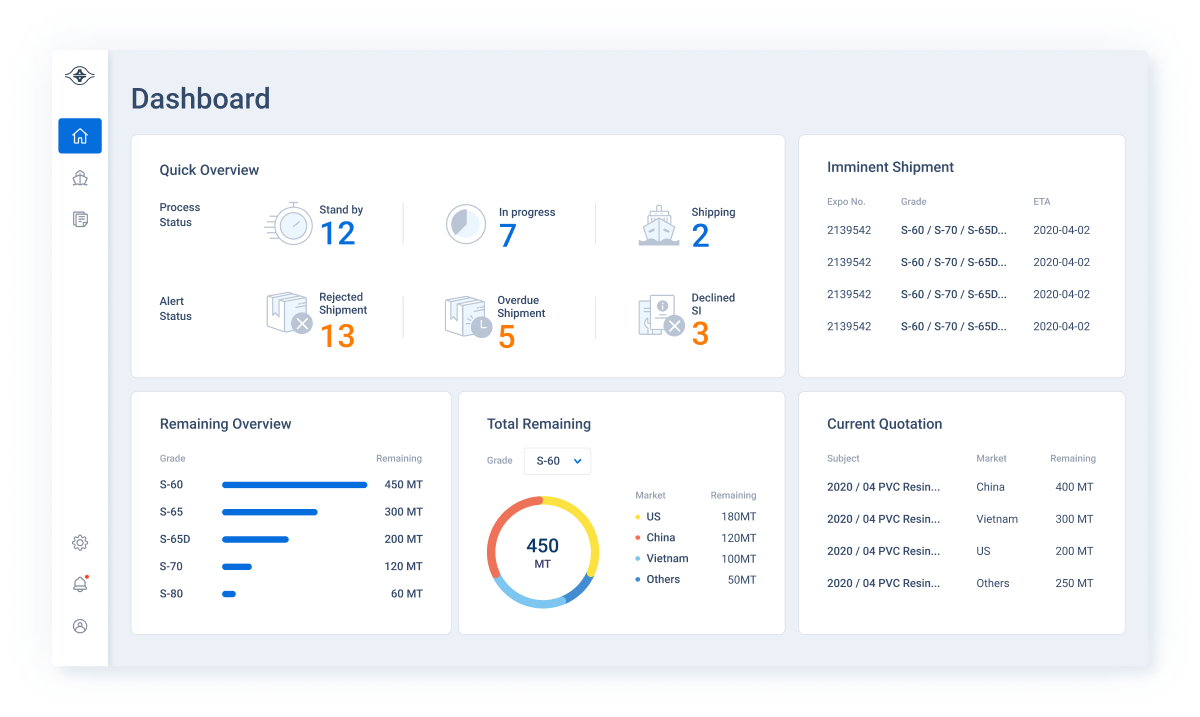 Dashboard
Quick Overview
Process
Status
Stand by
12
In progress
7
Shipping
2
Alert
Status
Rejected
Shipment
13
Overdue
Shipment
5
Declined
SI
3
Imminent Shipment
Expo No. Grade ETA
2139542 S-60 / S-70 / S-65D... 2020-04-02
2139542 S-60 / S-70 / S-65D... 2020-04-02
2139542 S-60 / S-70 / S-65D... 2020-04-02
2139542 S-60 / S-70 / S-65D... 2020-04-02
Remaining Overview
Grade Remaining
S-60 450 MT
S-65 300 MT
S-65D 200 MT
S-70 120 MT
S-80 60 MT
Total Remaining
Grade S-60
450
MT
Market Remaining
US 180MT
China 120MT
Vietnam 100MT
Others 50MT
Current Quotation
Subject Market Remaining
2020 / 04 PVC Resin... China 400 MT
2020 / 04 PVC Resin... Vietnam 300 MT
2020 / 04 PVC Resin... US 200 MT
2020 / 04 PVC Resin... Others 250 MT